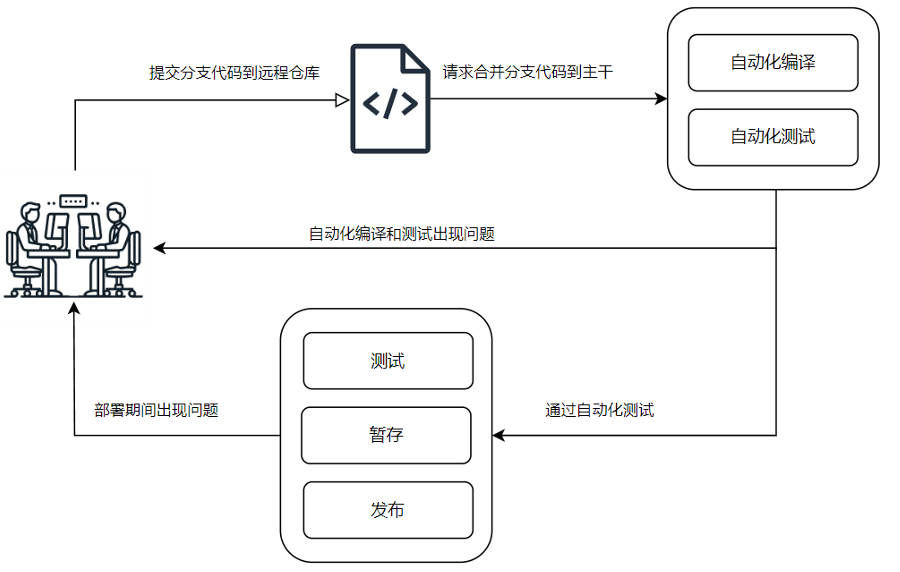 提交分支代码到远程仓库
请求合并分支代码到主干
自动化编译
自动化测试
自动化编译和测试出现问题
测试
部署期间出现问题
暂存
通过自动化测试
发布